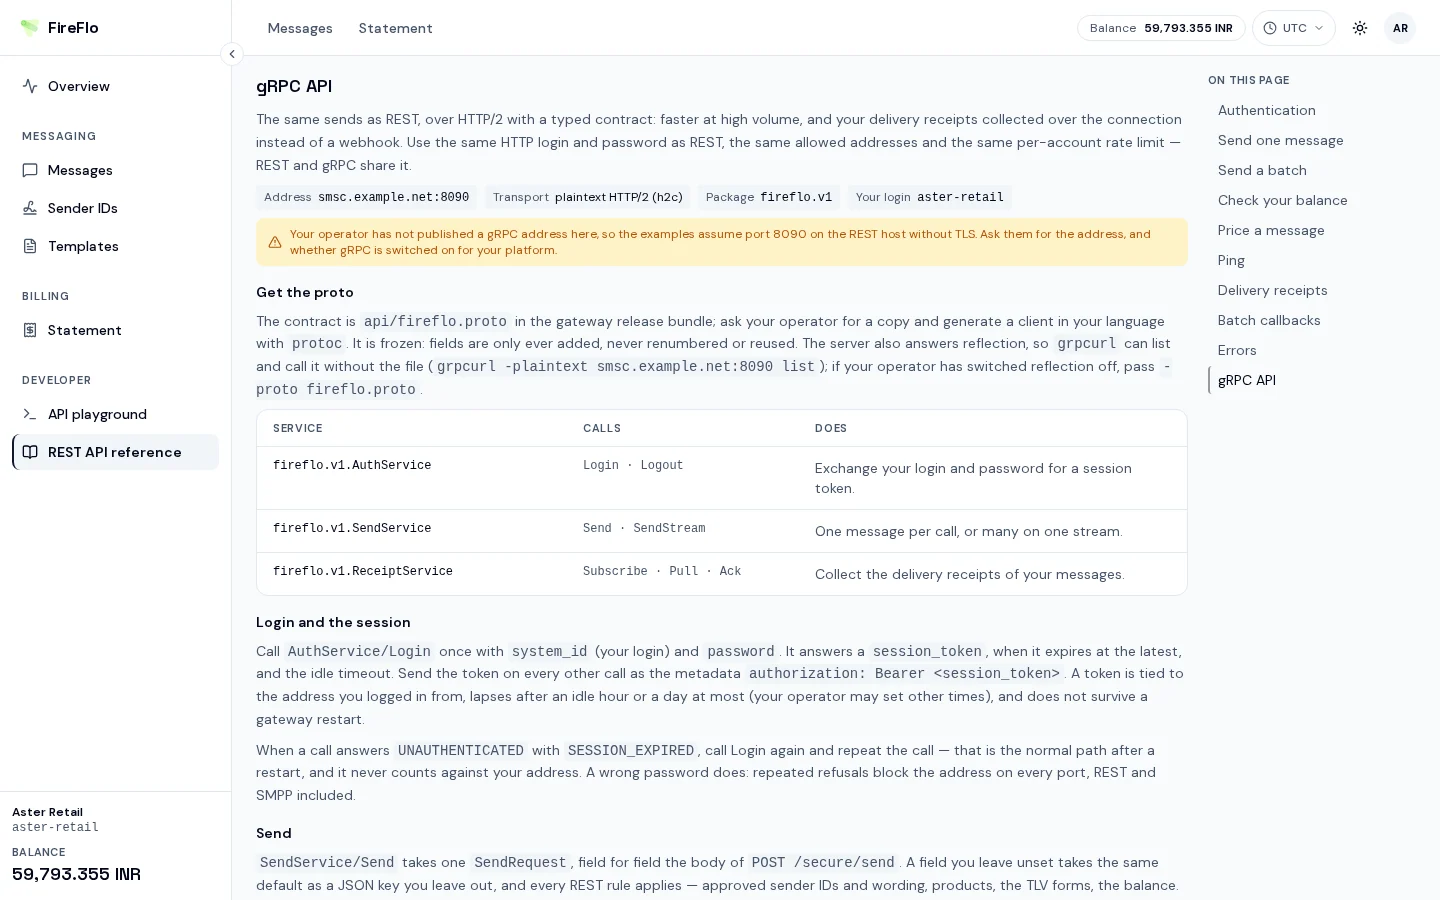 FireFlo
Messages
Statement
Balance 59,793.355 INR
UTC
AR
Overview
MESSAGING
Messages
Sender IDs
Templates
BILLING
Statement
DEVELOPER
API playground
REST API reference
Aster Retail
aster-retail
BALANCE
59,793.355 INR
gRPC API
The same sends as REST, over HTTP/2 with a typed contract: faster at high volume, and your delivery receipts collected over the connection
instead of a webhook. Use the same HTTP login and password as REST, the same allowed addresses and the same per-account rate limit —
REST and gRPC share it.
Address smsc.example.net:8090
Transport plaintext HTTP/2 (h2c)
Package fireflo.v1
Your login aster-retail
Your operator has not published a gRPC address here, so the examples assume port 8090 on the REST host without TLS. Ask them for the address, and
whether gRPC is switched on for your platform.
Get the proto
The contract is api/fireflo.proto in the gateway release bundle; ask your operator for a copy and generate a client in your language
with protoc. It is frozen: fields are only ever added, never renumbered or reused. The server also answers reflection, so grpcurl can list
and call it without the file (grpcurl -plaintext smsc.example.net:8090 list); if your operator has switched reflection off, pass -
proto fireflo.proto.
SERVICE CALLS DOES
fireflo.v1.AuthService Login · Logout Exchange your login and password for a session
token.
fireflo.v1.SendService Send · SendStream One message per call, or many on one stream.
fireflo.v1.ReceiptService Subscribe · Pull · Ack Collect the delivery receipts of your messages.
Login and the session
Call AuthService/Login once with system_id (your login) and password. It answers a session_token, when it expires at the latest,
and the idle timeout. Send the token on every other call as the metadata authorization: Bearer <session_token>. A token is tied to
the address you logged in from, lapses after an idle hour or a day at most (your operator may set other times), and does not survive a
gateway restart.
When a call answers UNAUTHENTICATED with SESSION_EXPIRED, call Login again and repeat the call — that is the normal path after a
restart, and it never counts against your address. A wrong password does: repeated refusals block the address on every port, REST and
SMPP included.
Send
SendService/Send takes one SendRequest, field for field the body of POST /secure/send. A field you leave unset takes the same
default as a JSON key you leave out, and every REST rule applies — approved sender IDs and wording, products, the TLV forms, the balance.
ON THIS PAGE
Authentication
Send one message
Send a batch
Check your balance
Price a message
Ping
Delivery receipts
Batch callbacks
Errors
gRPC API